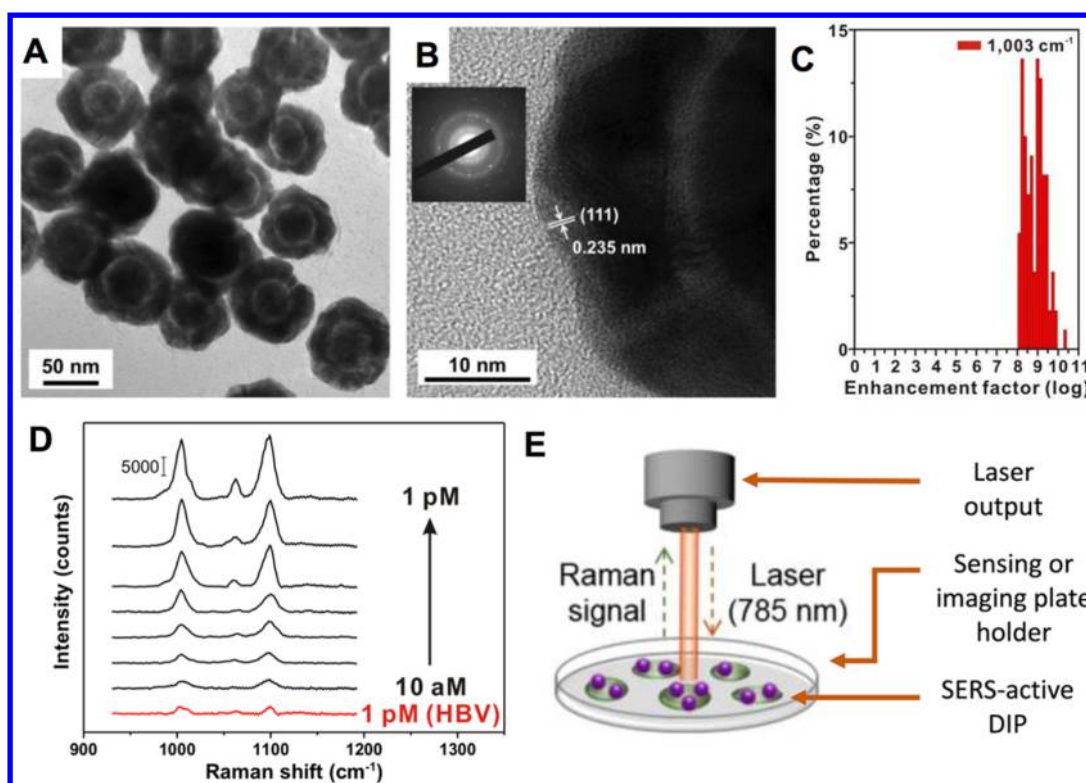 A
50 nm
B
(111)
0.235 nm
10 nm
C
15
10
5
0
Percentage (%)
1,003 cm⁻¹
0 1 2 3 4 5 6 7 8 9 10 11
Enhancement factor (log)
D
5000
1 pM
10 aM
1 pM (HBV)
Intensity (counts)
900 1000 1100 1200 1300
Raman shift (cm⁻¹)
E
Laser
output
Raman
signal
Laser
(785 nm)
Sensing or
imaging plate
holder
SERS-active
DIP